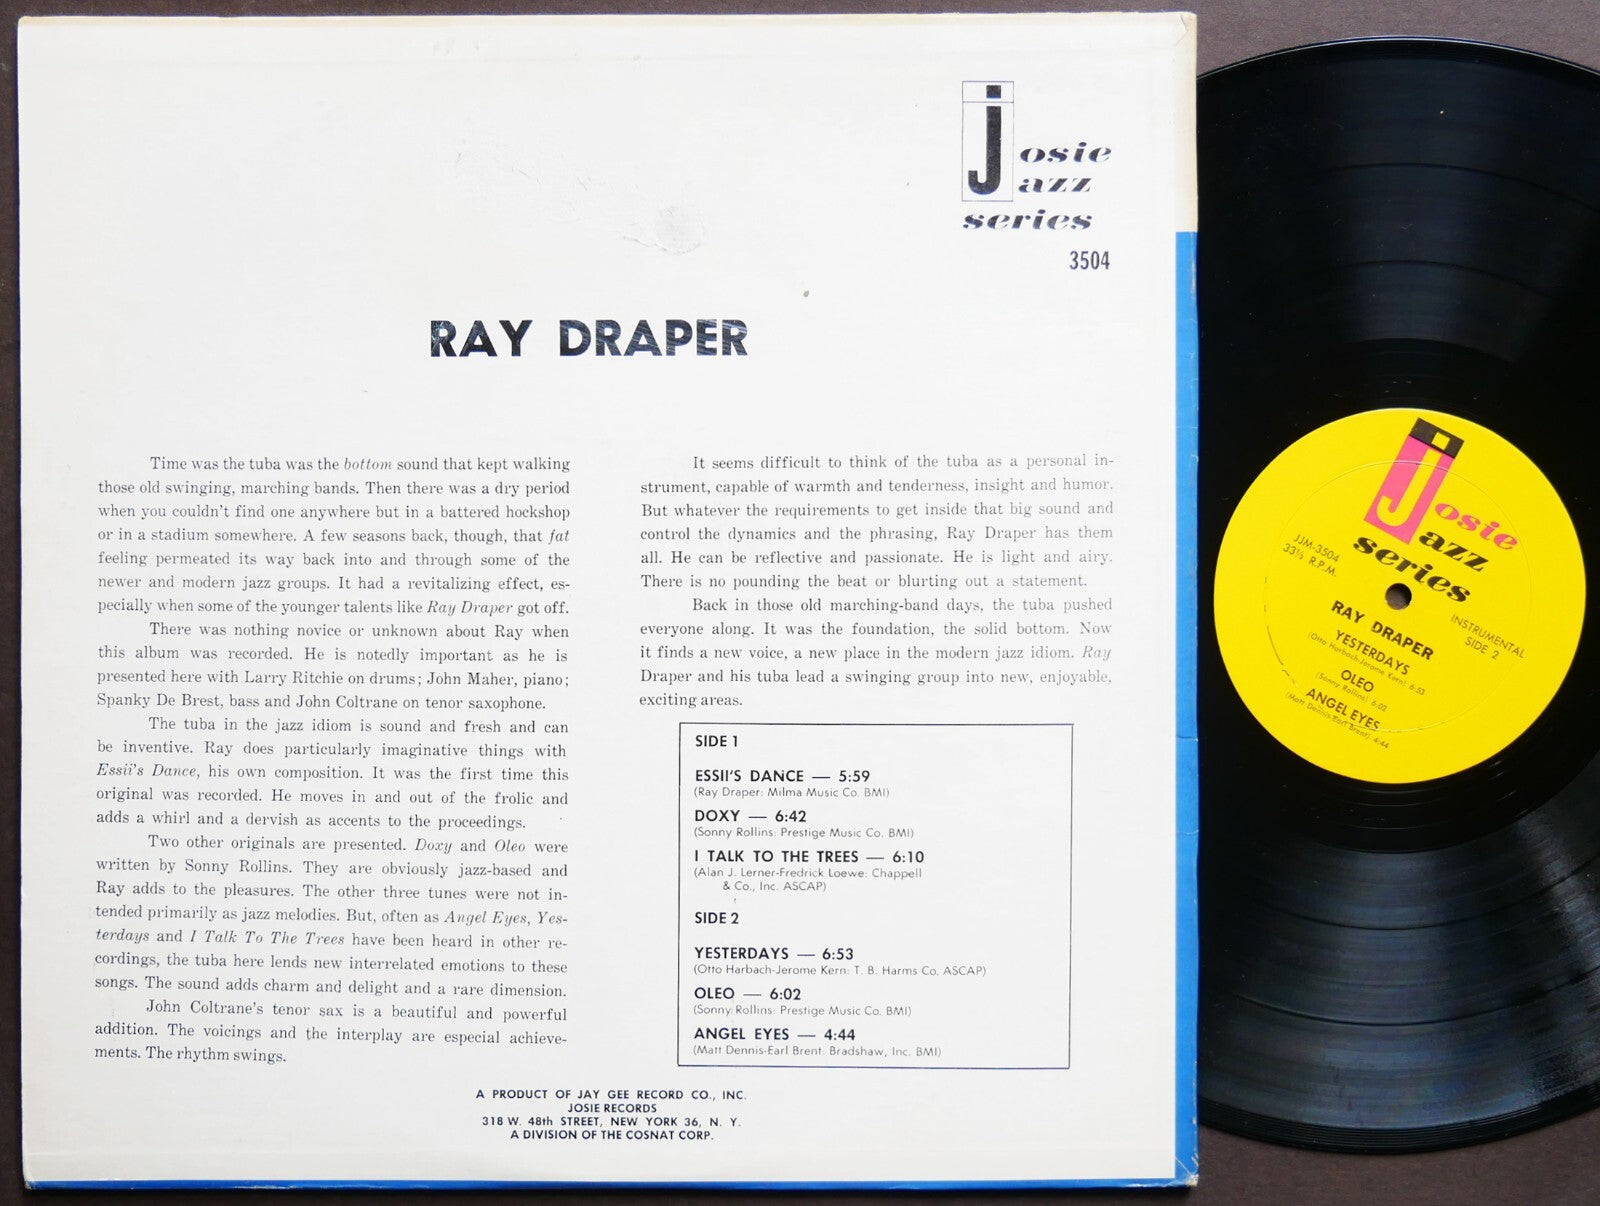 Josie
Jazz
series
3504
RAY DRAPER
Time was the tuba was the bottom sound that kept walking
those old swinging, marching bands. Then there was a dry period
when you couldn't find one anywhere but in a battered hockshop
or in a stadium somewhere. A few seasons back, though, that fat
feeling permeated its way back into and through some of the
newer and modern jazz groups. It had a revitalizing effect, es-
pecially when some of the younger talents like Ray Draper got off.
There was nothing novice or unknown about Ray when
this album was recorded. He is notedly important as he is
presented here with Larry Ritchie on drums; John Maher, piano;
Spanky De Brest, bass and John Coltrane on tenor saxophone.
The tuba in the jazz idiom is sound and fresh and can
be inventive. Ray does particularly imaginative things with
Essii's Dance, his own composition. It was the first time this
original was recorded. He moves in and out of the frolic and
adds a whirl and a dervish as accents to the proceedings.
Two other originals are presented. Doxy and Oleo were
written by Sonny Rollins. They are obviously jazz-based and
Ray adds to the pleasures. The other three tunes were not in-
tended primarily as jazz melodies. But, often as Angel Eyes, Yes-
terdays and I Talk To The Trees have been heard in other re-
cordings, the tuba here lends new interrelated emotions to these
songs. The sound adds charm and delight and a rare dimension.
John Coltrane's tenor sax is a beautiful and powerful
addition. The voicings and the interplay are especial achieve-
ments. The rhythm swings.
It seems difficult to think of the tuba as a personal in-
strument, capable of warmth and tenderness, insight and humor.
But whatever the requirements to get inside that big sound and
control the dynamics and the phrasing, Ray Draper has them
all. He can be reflective and passionate. He is light and airy.
There is no pounding the beat or blurting out a statement.
Back in those old marching-band days, the tuba pushed
everyone along. It was the foundation, the solid bottom. Now
it finds a new voice, a new place in the modern jazz idiom. Ray
Draper and his tuba lead a swinging group into new, enjoyable,
exciting areas.
SIDE 1
ESSII'S DANCE — 5:59
(Ray Draper: Milma Music Co. BMI)
DOXY — 6:42
(Sonny Rollins: Prestige Music Co. BMI)
I TALK TO THE TREES — 6:10
(Alan J. Lerner-Fredrick Loewe: Chappell
& Co., Inc. ASCAP)
SIDE 2
YESTERDAYS — 6:53
(Otto Harbach-Jerome Kern: T. B. Harms Co. ASCAP)
OLEO — 6:02
(Sonny Rollins: Prestige Music Co. BMI)
ANGEL EYES — 4:44
(Matt Dennis-Earl Brent: Bradshaw, Inc. BMI)
A PRODUCT OF JAY GEE RECORD CO., INC.
JOSIE RECORDS
318 W. 48th STREET, NEW YORK 36, N. Y.
A DIVISION OF THE COSNAT CORP.
Josie
Jazz
series
JJM-3504
33⅓ R.P.M.
INSTRUMENTAL
SIDE 2
RAY DRAPER
YESTERDAYS
(Otto Harbach-Jerome Kern) 6:53
OLEO
(Sonny Rollins) 6:02
ANGEL EYES
(Matt Dennis-Earl Brent) 4:44